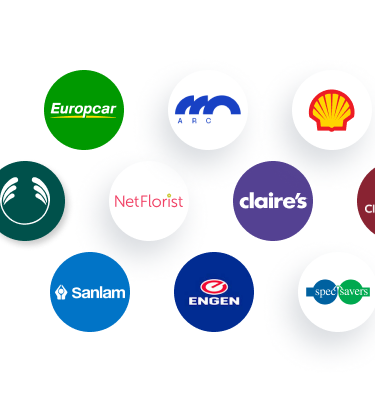 Europcar
ARC
NetFlorist
claire's
Sanlam
ENGEN
spec savers